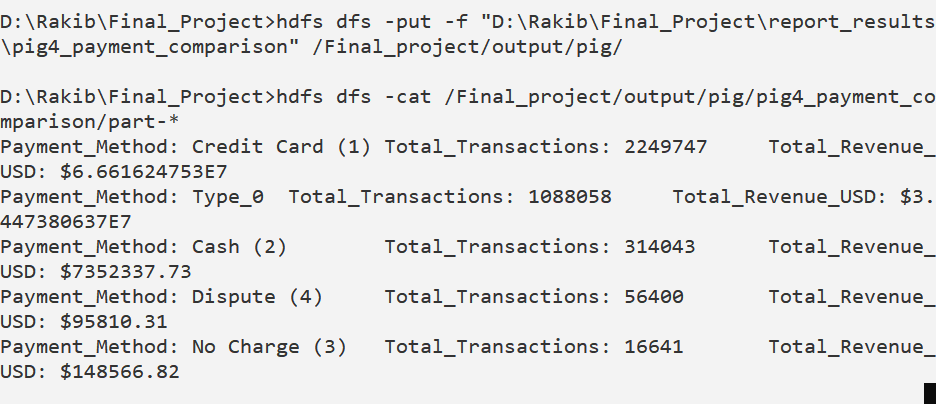 D:\Rakib\Final_Project>hdfs dfs -put -f "D:\Rakib\Final_Project\report_results
\pig4_payment_comparison" /Final_project/output/pig/
D:\Rakib\Final_Project>hdfs dfs -cat /Final_project/output/pig/pig4_payment_co
mparison/part-*
Payment_Method: Credit Card (1) Total_Transactions: 2249747     Total_Revenue_
USD: $6.661624753E7
Payment_Method: Type_0  Total_Transactions: 1088058     Total_Revenue_USD: $3.
447380637E7
Payment_Method: Cash (2)        Total_Transactions: 314043      Total_Revenue_
USD: $7352337.73
Payment_Method: Dispute (4)     Total_Transactions: 56400       Total_Revenue_
USD: $95810.31
Payment_Method: No Charge (3)   Total_Transactions: 16641       Total_Revenue_
USD: $148566.82